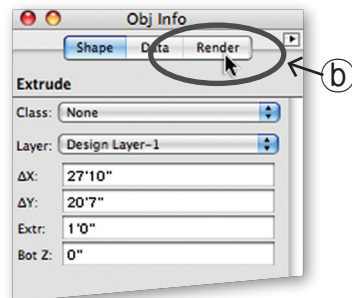 Obj Info
Shape Data Render
b
Extrude
Class: None
Layer: Design Layer-1
ΔX: 27'10"
ΔY: 20'7"
Extr: 1'0"
Bot Z: 0"